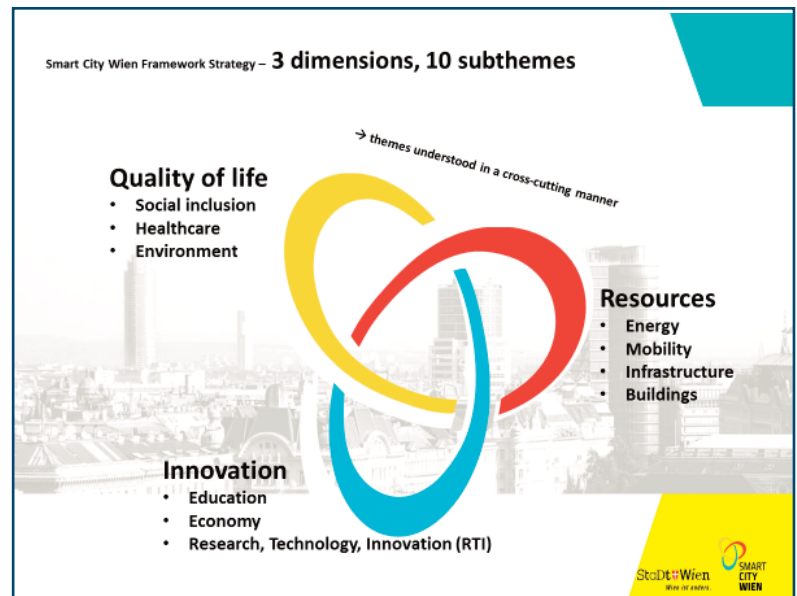 Smart City Wien Framework Strategy – 3 dimensions, 10 subthemes
→ themes understood in a cross-cutting manner
Quality of life
• Social inclusion
• Healthcare
• Environment
Resources
• Energy
• Mobility
• Infrastructure
• Buildings
Innovation
• Education
• Economy
• Research, Technology, Innovation (RTI)
StaDt Wien
Wien ist anders.
SMART
CITY
WIEN